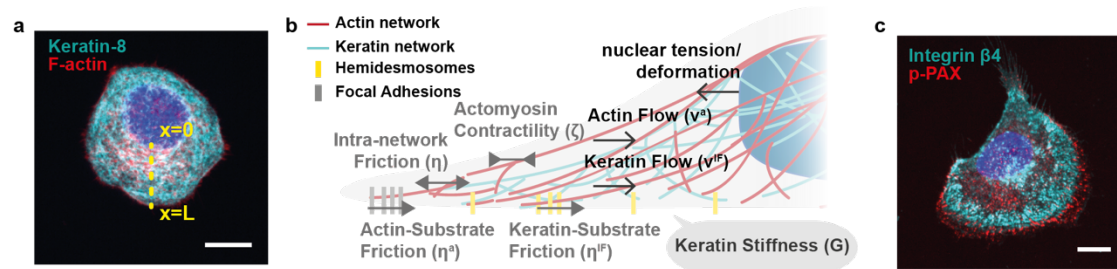 a
Keratin-8
F-actin
x=0
x=L
b
Actin network
Keratin network
Hemidesmosomes
Focal Adhesions
nuclear tension/
deformation
Actomyosin
Contractility (ζ)
Actin Flow (vᵃ)
Intra-network
Friction (η)
Keratin Flow (vᴵᶠ)
Actin-Substrate
Friction (ηᵃ)
Keratin-Substrate
Friction (ηᴵᶠ)
Keratin Stiffness (G)
c
Integrin β4
p-PAX